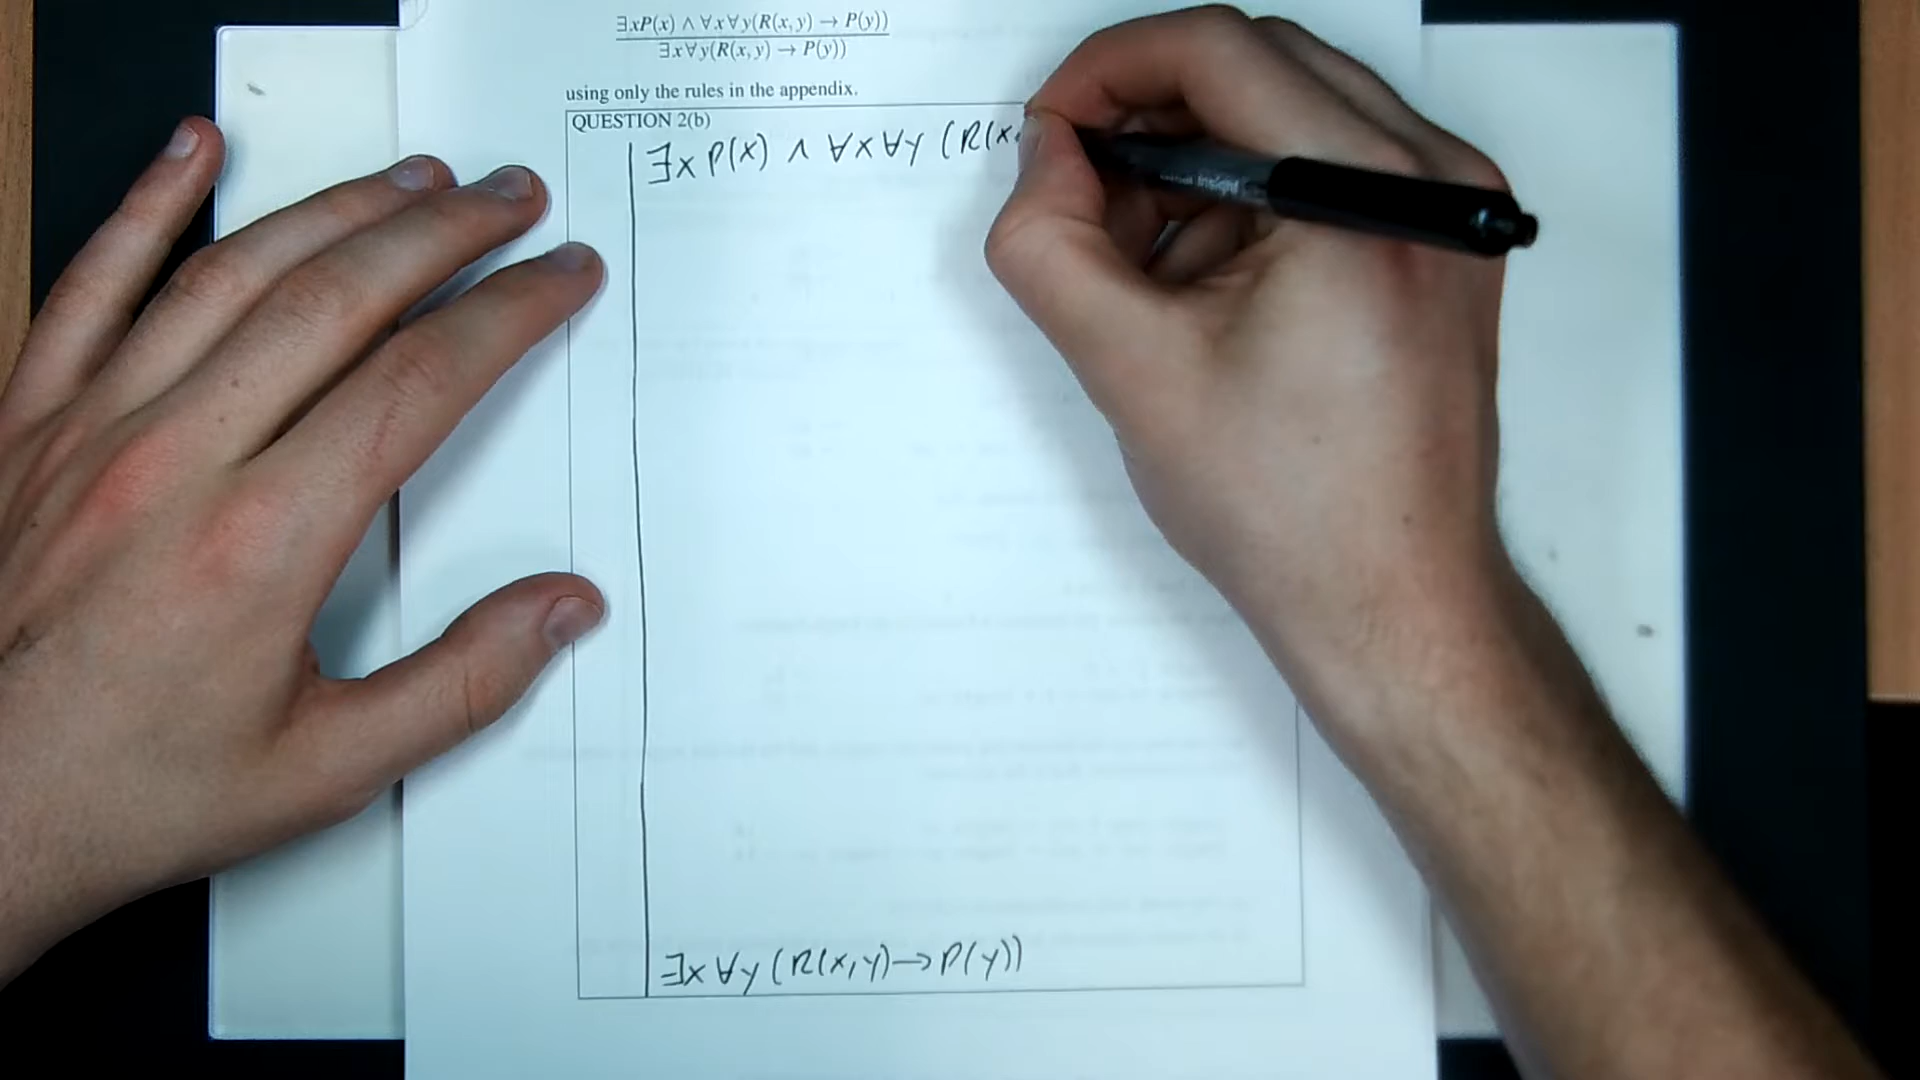 ∃xP(x) ∧ ∀x∀y(R(x, y) → P(y))
∃x∀y(R(x, y) → P(y))
using only the rules in the appendix.
QUESTION 2(b)
∃x P(x) ∧ ∀x∀y (R(x,
∃x ∀y (R(x,y)→P(y))